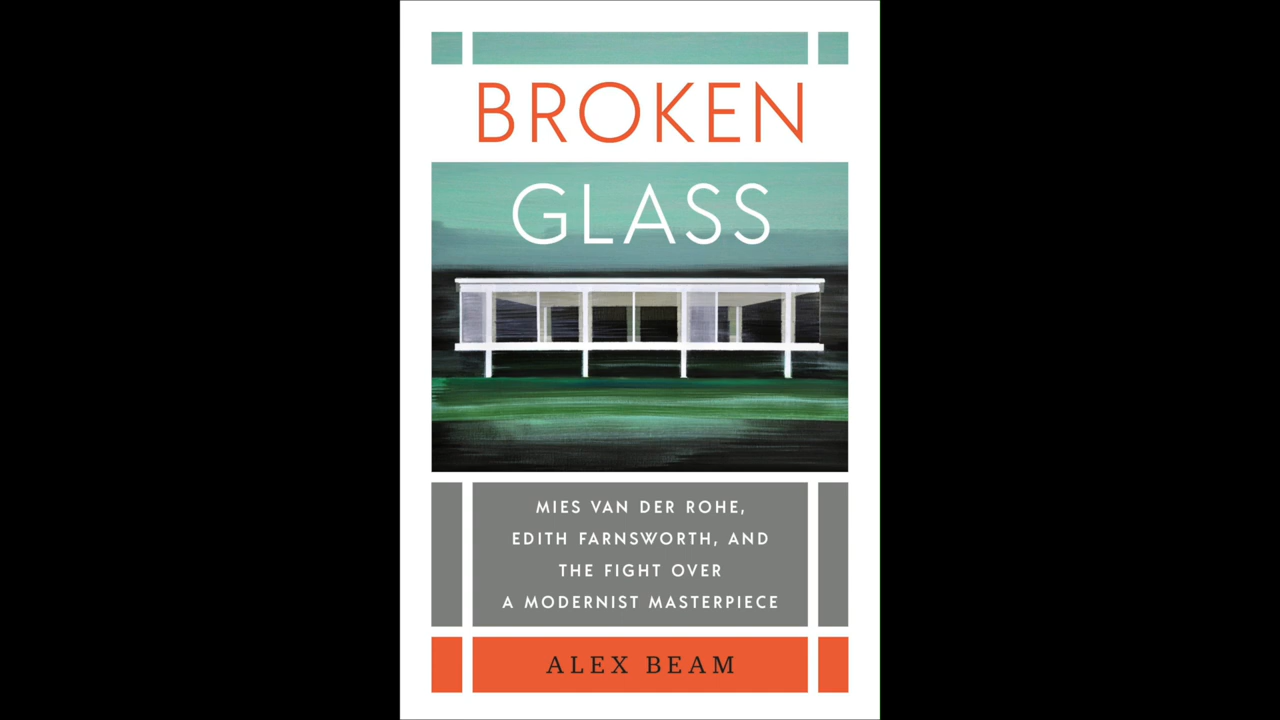 BROKEN
GLASS
MIES VAN DER ROHE,
EDITH FARNSWORTH, AND
THE FIGHT OVER
A MODERNIST MASTERPIECE
ALEX BEAM